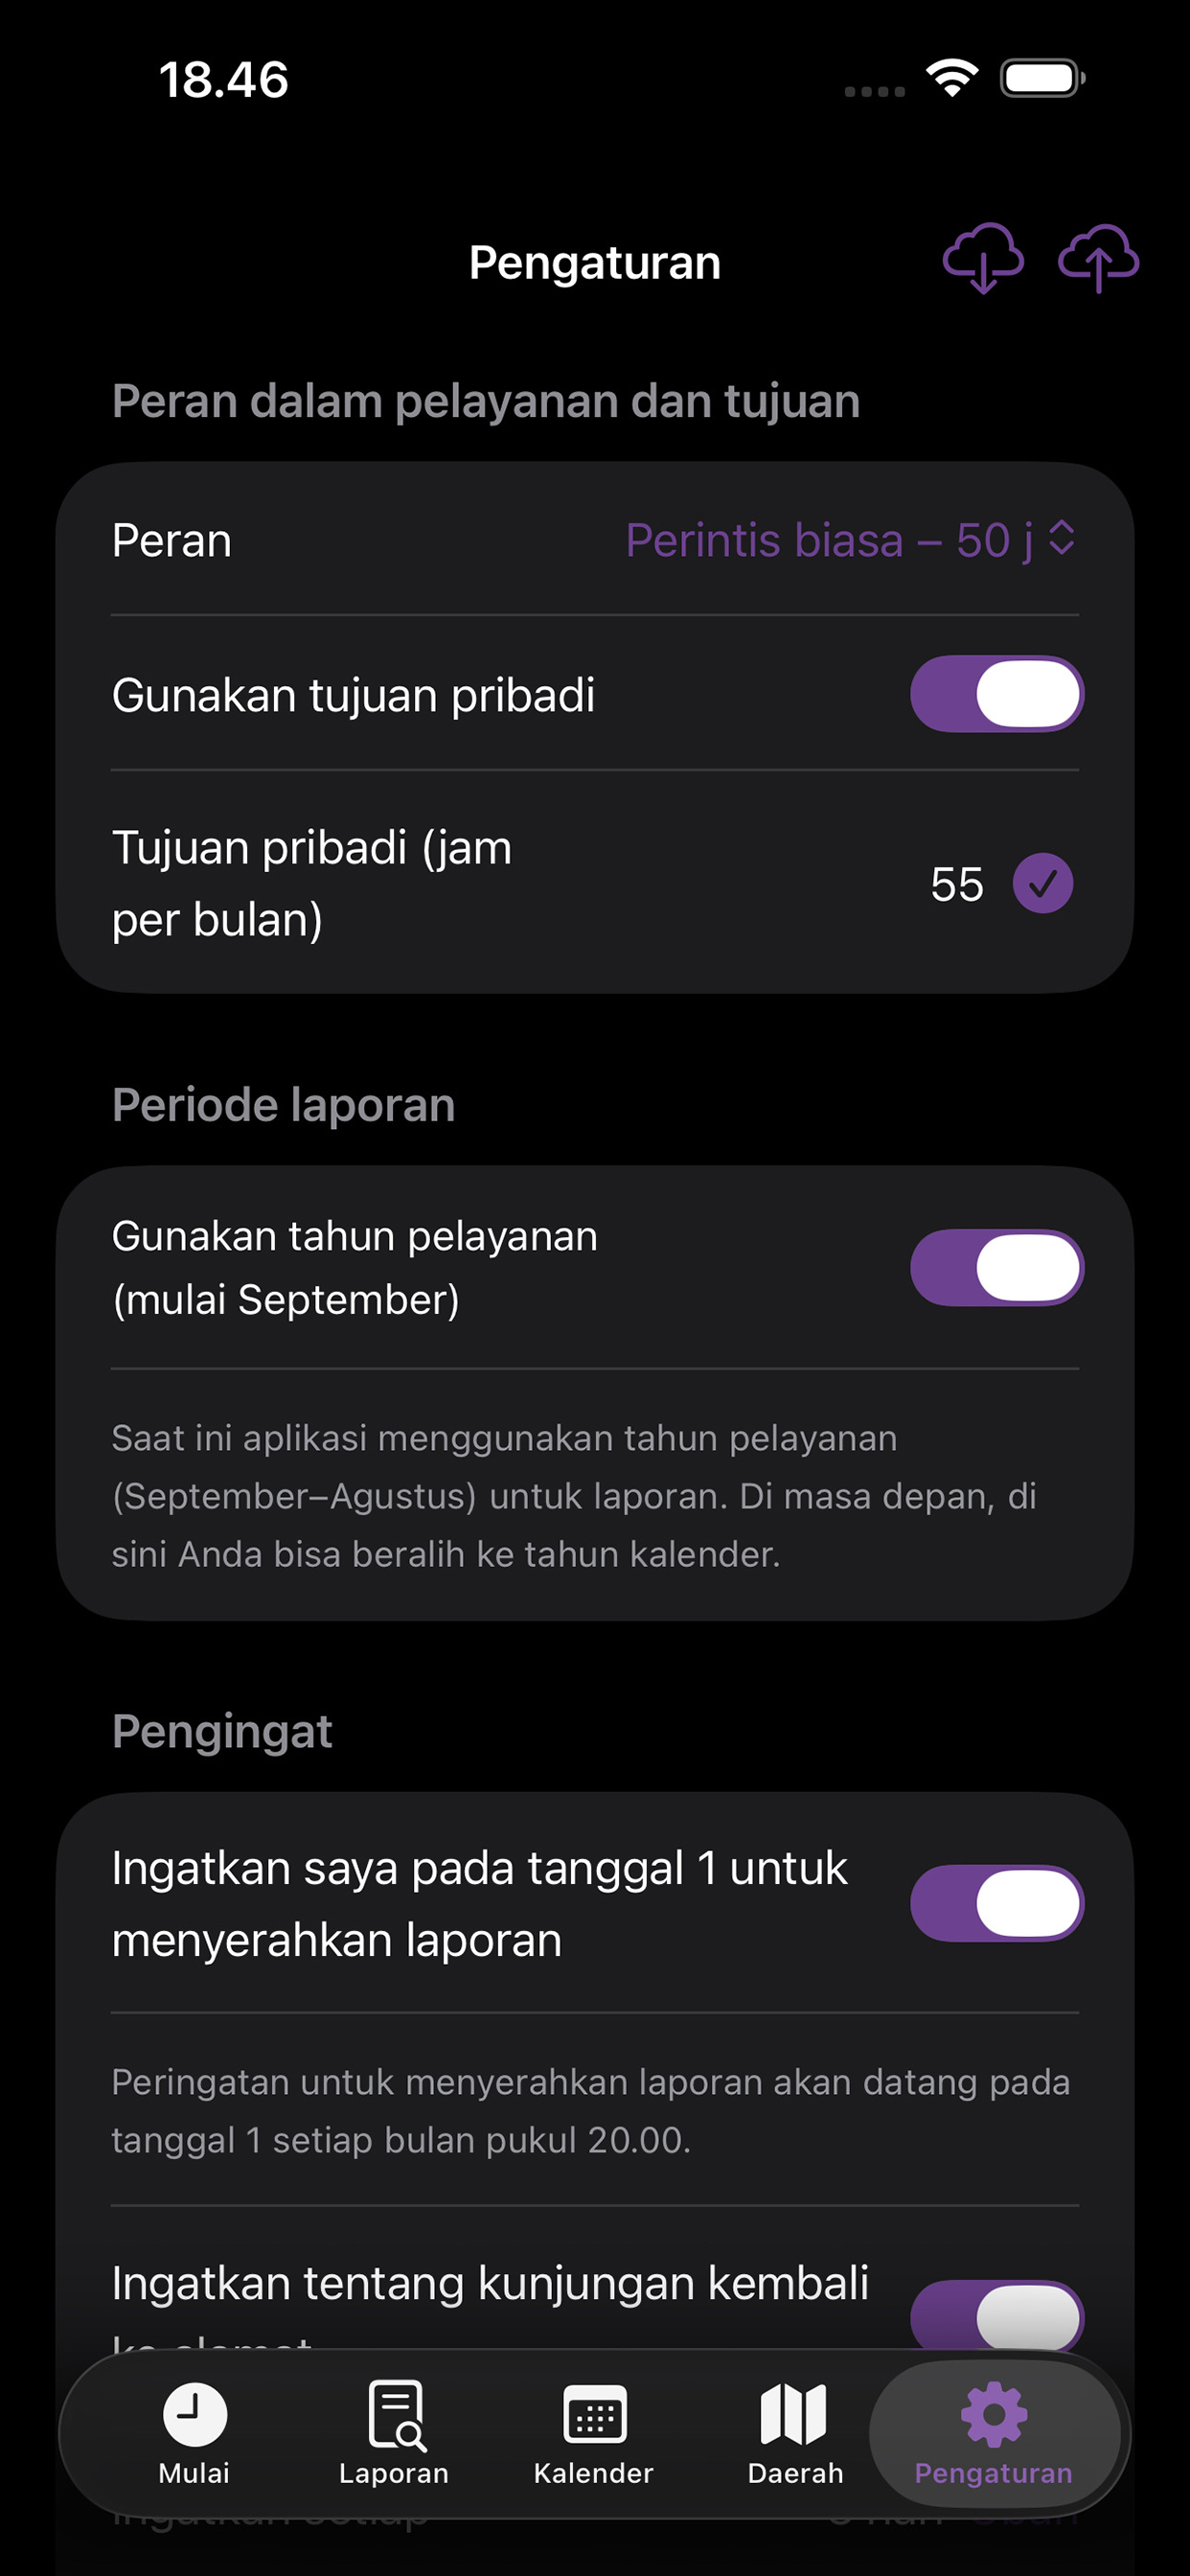 18.46
Pengaturan
Peran dalam pelayanan dan tujuan
Peran
Perintis biasa – 50 j
Gunakan tujuan pribadi
Tujuan pribadi (jam
per bulan)
55
Periode laporan
Gunakan tahun pelayanan
(mulai September)
Saat ini aplikasi menggunakan tahun pelayanan
(September–Agustus) untuk laporan. Di masa depan, di
sini Anda bisa beralih ke tahun kalender.
Pengingat
Ingatkan saya pada tanggal 1 untuk
menyerahkan laporan
Peringatan untuk menyerahkan laporan akan datang pada
tanggal 1 setiap bulan pukul 20.00.
Ingatkan tentang kunjungan kembali
ke alamat
Mulai
Laporan
Kalender
Daerah
Pengaturan
Ingatkan setiap